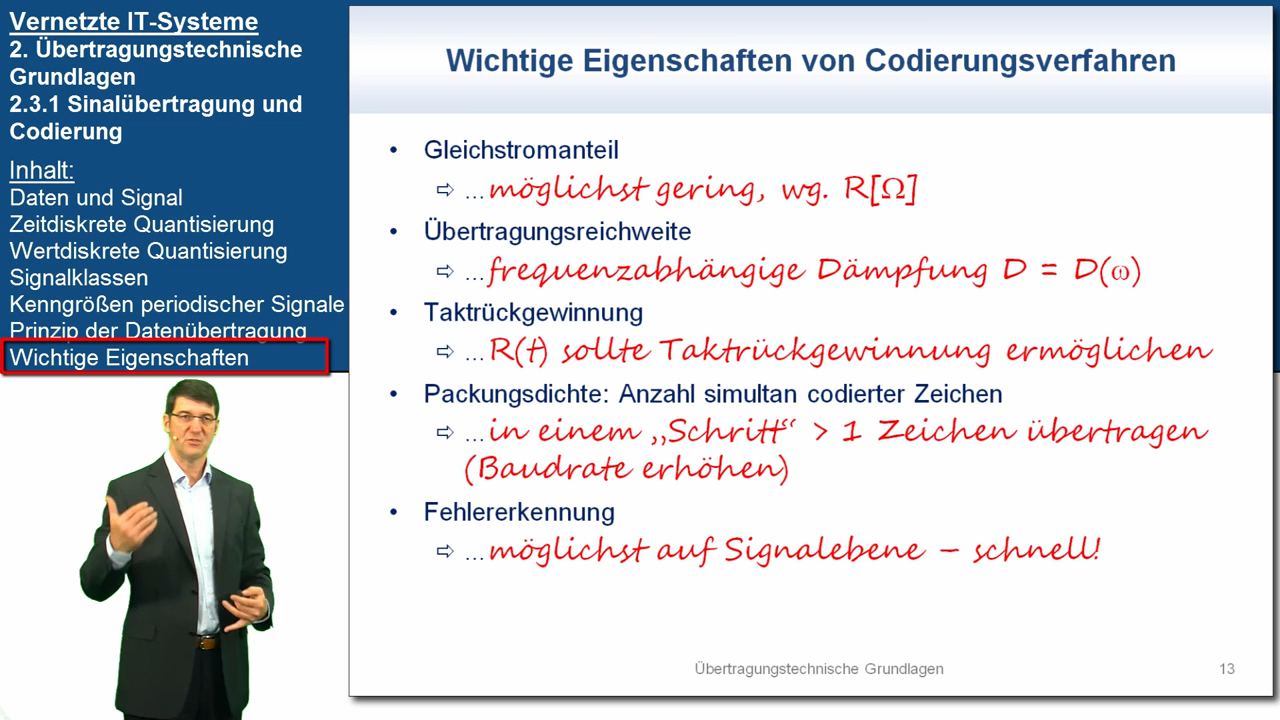 Vernetzte IT-Systeme
2. Übertragungstechnische
Grundlagen
2.3.1 Sinalübertragung und
Codierung
Inhalt:
Daten und Signal
Zeitdiskrete Quantisierung
Wertdiskrete Quantisierung
Signalklassen
Kenngrößen periodischer Signale
Prinzip der Datenübertragung
Wichtige Eigenschaften
Wichtige Eigenschaften von Codierungsverfahren
• Gleichstromanteil
⇨ ...möglichst gering, wg. R[Ω]
• Übertragungsreichweite
⇨ ...frequenzabhängige Dämpfung D = D(ω)
• Taktrückgewinnung
⇨ ...R(t) sollte Taktrückgewinnung ermöglichen
• Packungsdichte: Anzahl simultan codierter Zeichen
⇨ ...in einem „Schritt“ > 1 Zeichen übertragen
(Baudrate erhöhen)
• Fehlererkennung
⇨ ...möglichst auf Signalebene – schnell!
Übertragungstechnische Grundlagen
13